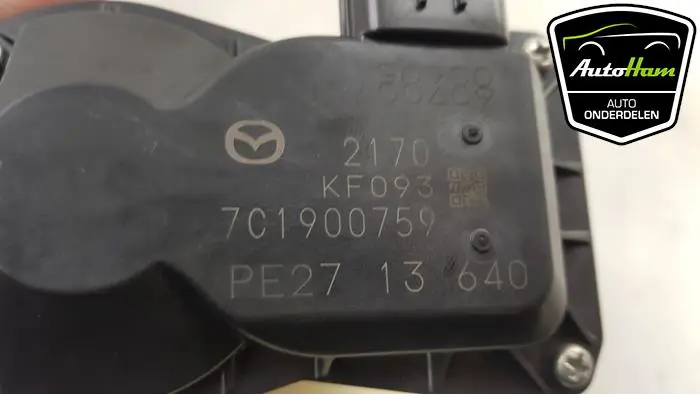 AutoHam
AUTO
ONDERDELEN
2170
KF093
7C1900759
PE27 13 640